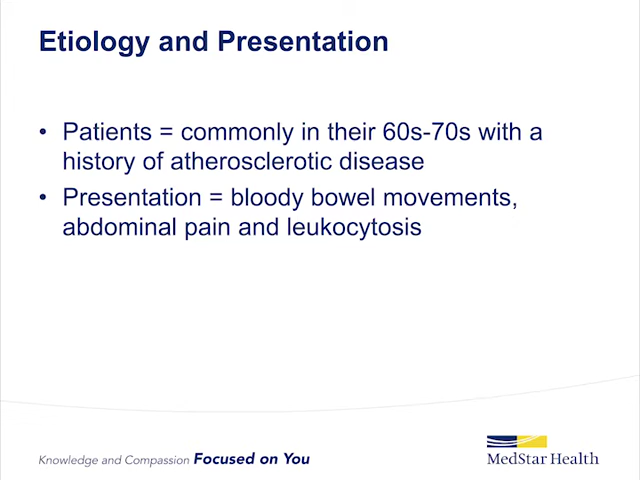 Etiology and Presentation
• Patients = commonly in their 60s-70s with a
history of atherosclerotic disease
• Presentation = bloody bowel movements,
abdominal pain and leukocytosis
Knowledge and Compassion Focused on You
MedStar Health